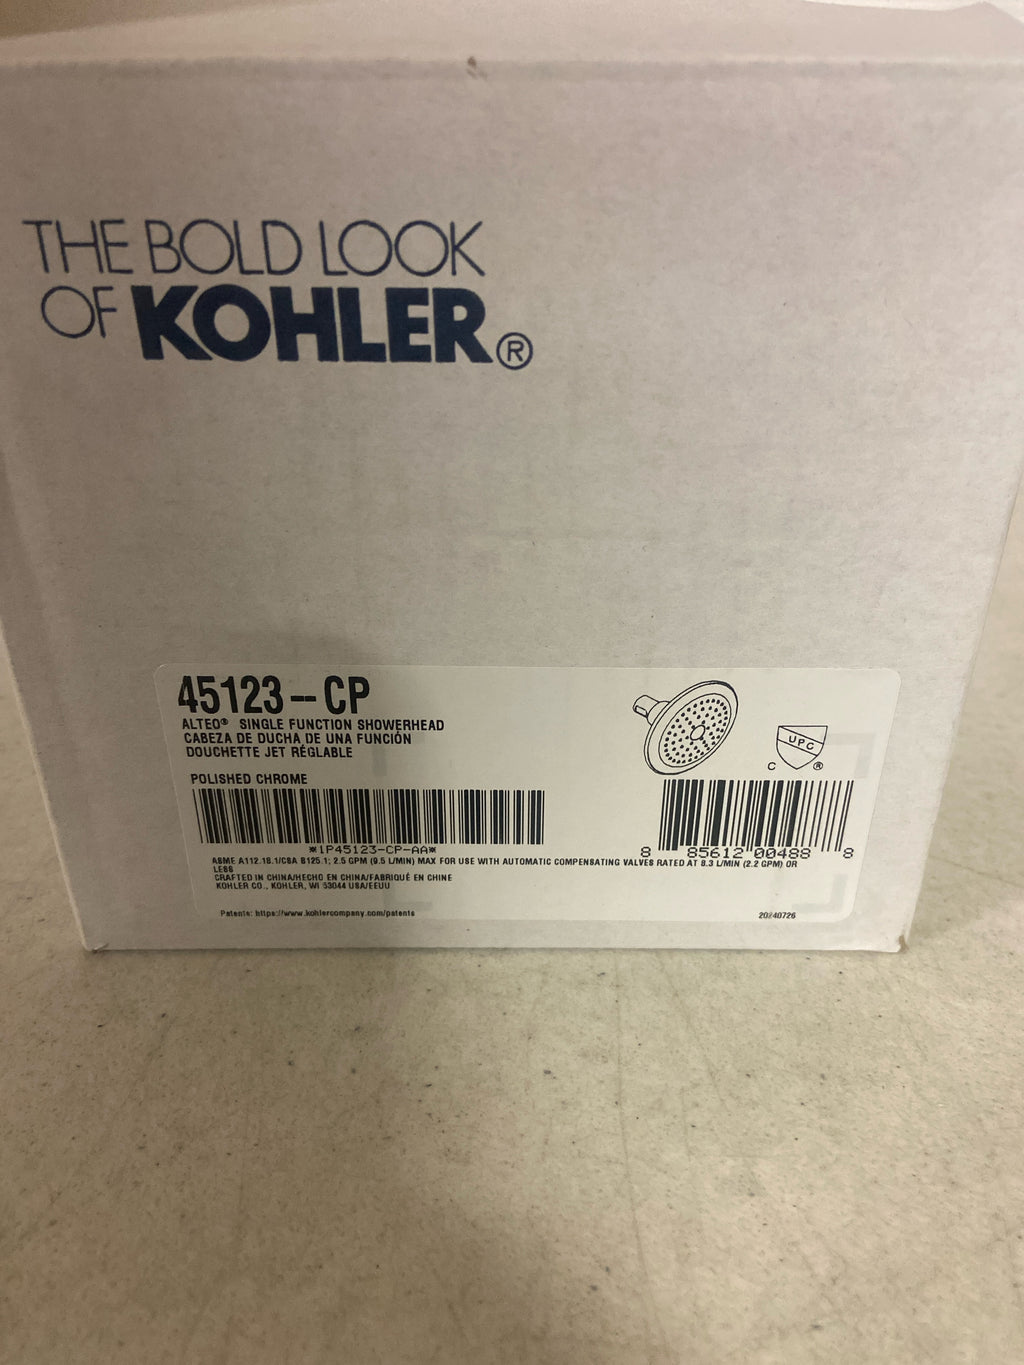 THE BOLD LOOK
OF KOHLER®
45123-CP
ALTEO® SINGLE FUNCTION SHOWERHEAD
CABEZA DE DUCHA DE UNA FUNCIÓN
DOUCHETTE JET RÉGLABLE
POLISHED CHROME
UPC
C ®
*1P45123-CP-AA*
8 85612 00488 8
ASME A112.18.1/CSA B125.1; 2.5 GPM (9.5 L/MIN) MAX FOR USE WITH AUTOMATIC COMPENSATING VALVES RATED AT 8.3 L/MIN (2.2 GPM) OR
LESS
CRAFTED IN CHINA/HECHO EN CHINA/FABRIQUÉ EN CHINE
KOHLER CO., KOHLER, WI 53044 USA/EEUU
Patents: https://www.kohlercompany.com/patents
20240726